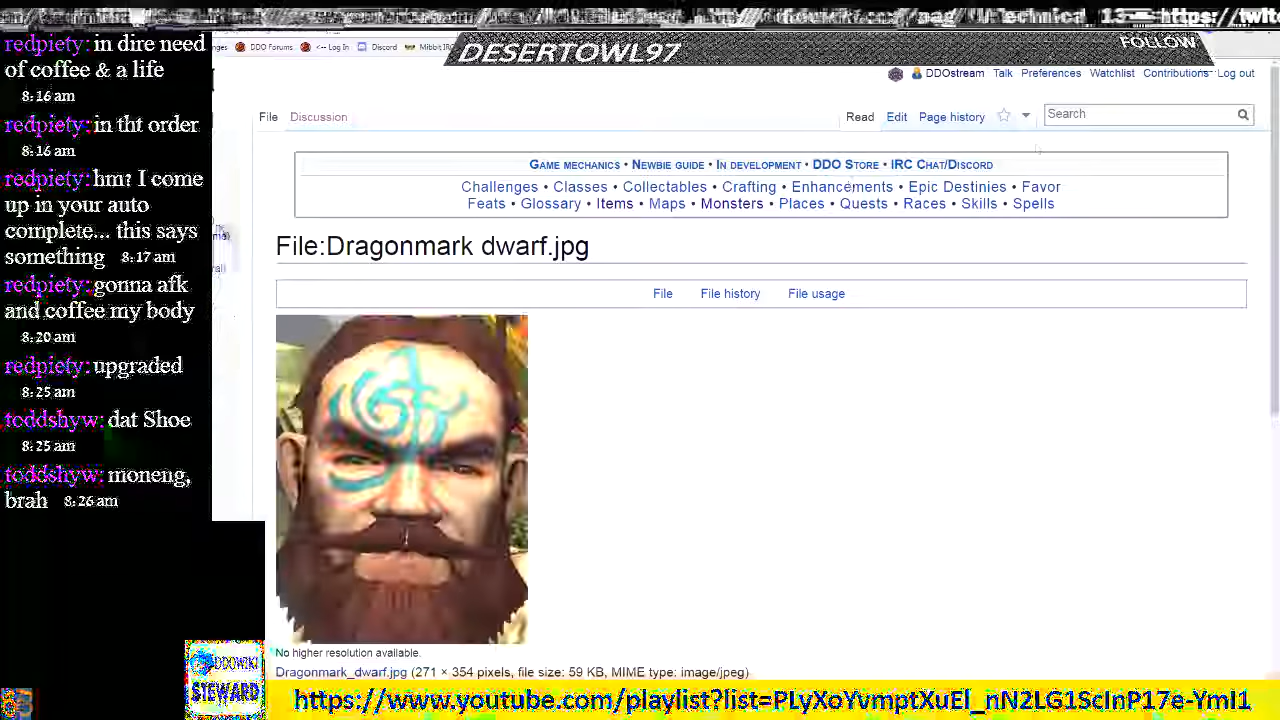 Technica 13 https://twit
redpiety: in dire need
of coffee & a life
8:16 am
redpiety: in tht order
8:16 am
redpiety: hm? I come
up in your auto
complete... this says
something 8:17 am
redpiety: gonna afk
and coffee my body
8:20 am
redpiety: upgraded
8:25 am
toddshyw: dat Shoe
8:25 am
toddshyw: moneng,
brah 8:26 am
DDO Forums <-- Log In Discord Mibbit IRC
DESERTOWL97
FOLLOW
DDOstream Talk Preferences Watchlist Contributions Log out
File Discussion Read Edit Page history Search
Game mechanics • Newbie guide • In development • DDO Store • IRC Chat/Discord
Challenges • Classes • Collectables • Crafting • Enhancements • Epic Destinies • Favor
Feats • Glossary • Items • Maps • Monsters • Places • Quests • Races • Skills • Spells
File:Dragonmark dwarf.jpg
File File history File usage
No higher resolution available.
Dragonmark_dwarf.jpg (271 × 354 pixels, file size: 59 KB, MIME type: image/jpeg)
DDOWIKI
STEWARD
https://www.youtube.com/playlist?list=PLyXoYvmptXuEl_nN2LG1ScInP17e-YmI1